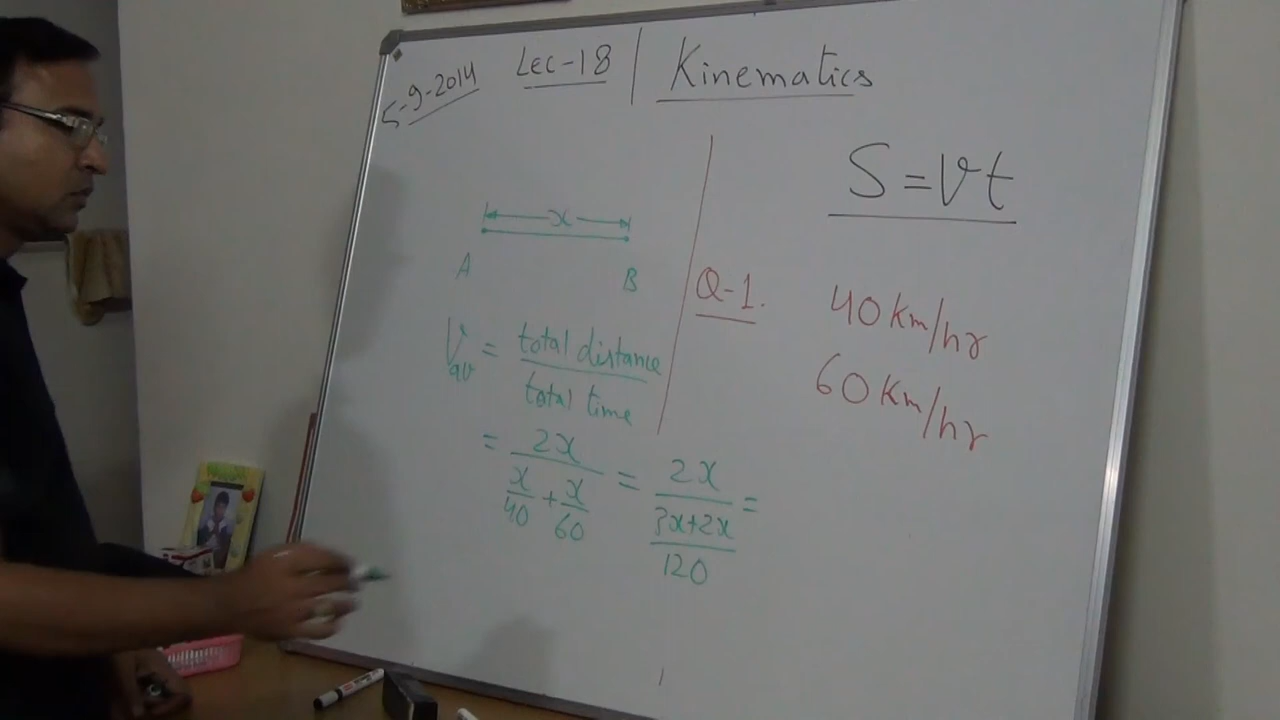 5-9-2014 Lec-18 | Kinematics
S = Vt
x
A B
Q-1. 40 Km/hr
60 Km/hr
Vav = total distance / total time
= 2x / (x/40 + x/60) = 2x / ((3x+2x)/120) =